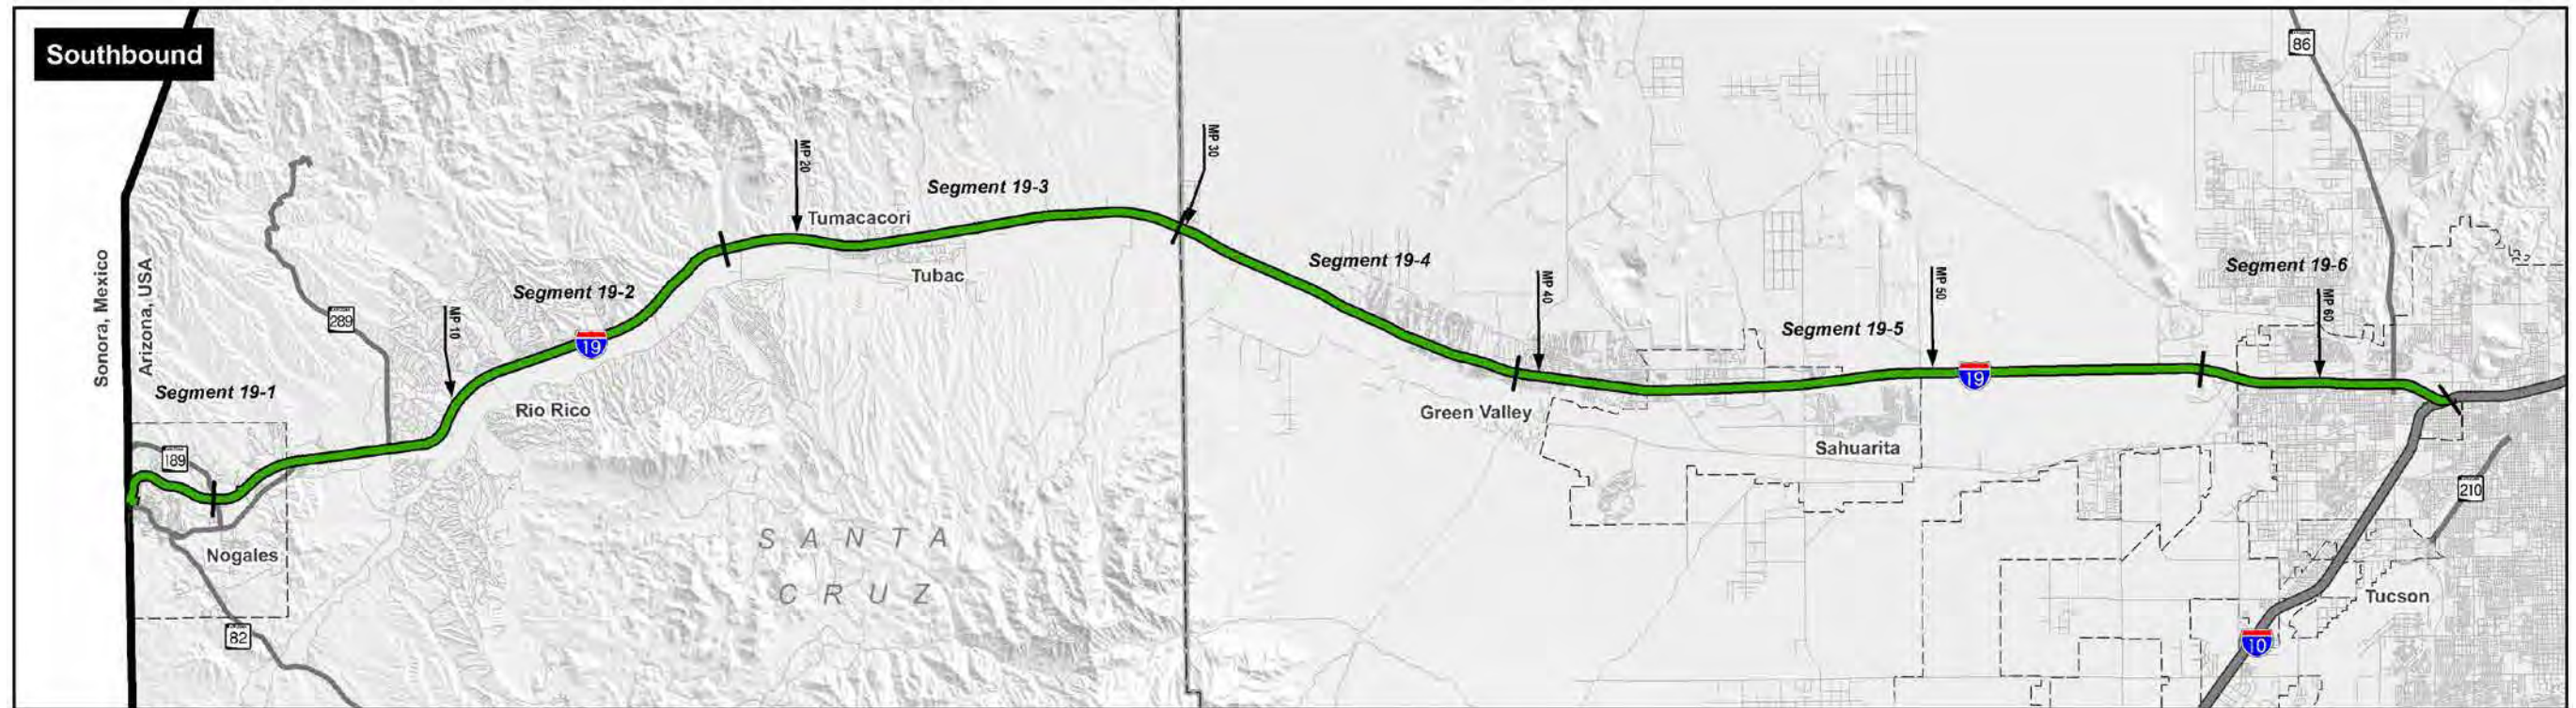 Southbound
Sonora, Mexico
Arizona, USA
Segment 19-1
189
Nogales
82
289
MP 10
Segment 19-2
19
Rio Rico
MP 20
Tumacacori
Segment 19-3
Tubac
SANTA
CRUZ
MP 30
Segment 19-4
MP 40
Green Valley
Segment 19-5
Sahuarita
MP 50
19
Segment 19-6
MP 60
86
210
Tucson
10